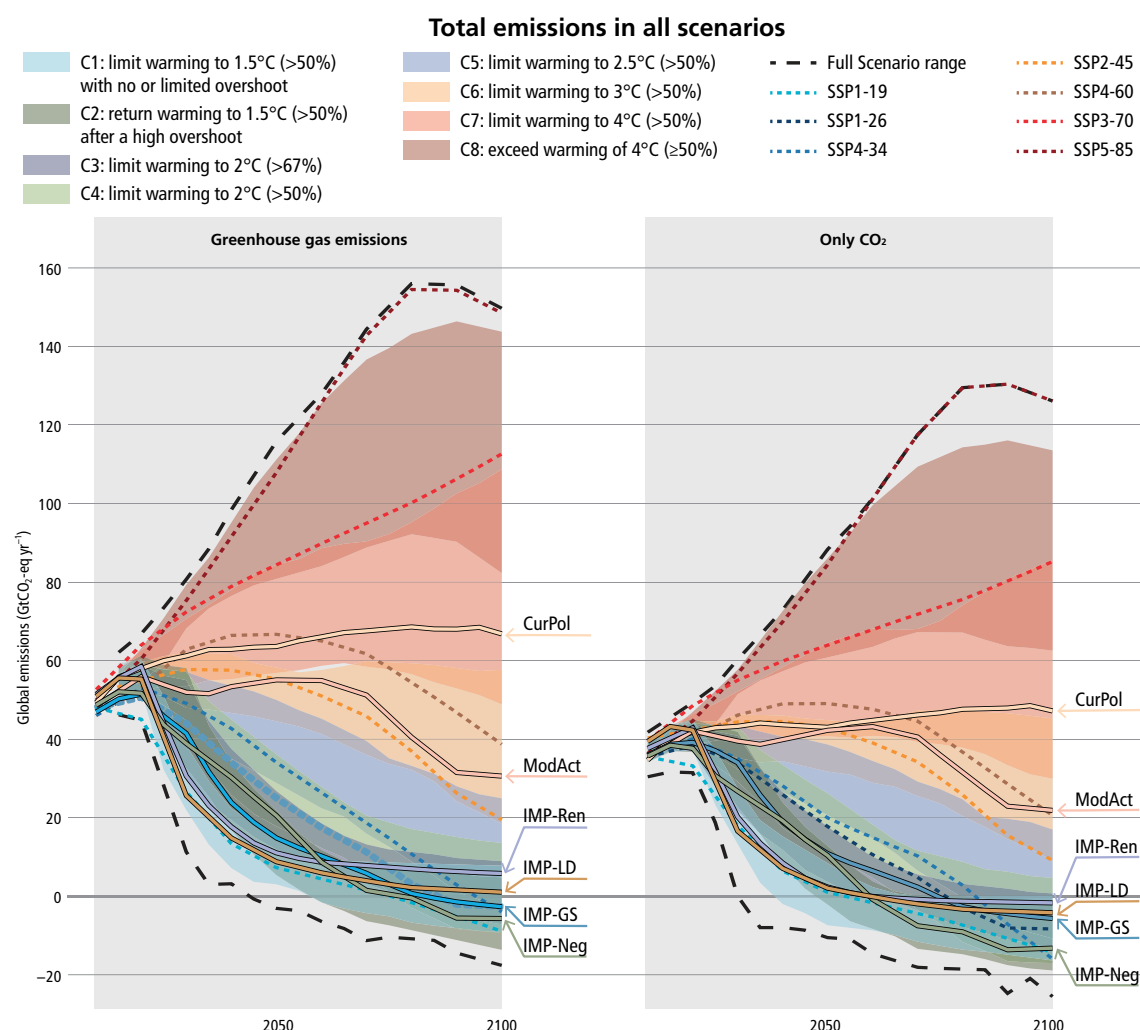 Total emissions in all scenarios
C1: limit warming to 1.5°C (>50%)
with no or limited overshoot
C2: return warming to 1.5°C (>50%)
after a high overshoot
C3: limit warming to 2°C (>67%)
C4: limit warming to 2°C (>50%)
C5: limit warming to 2.5°C (>50%)
C6: limit warming to 3°C (>50%)
C7: limit warming to 4°C (>50%)
C8: exceed warming of 4°C (≥50%)
Full Scenario range
SSP1-19
SSP1-26
SSP4-34
SSP2-45
SSP4-60
SSP3-70
SSP5-85
Greenhouse gas emissions
Only CO₂
Global emissions (GtCO₂-eq yr⁻¹)
160
140
120
100
80
60
40
20
0
−20
CurPol
ModAct
IMP-Ren
IMP-LD
IMP-GS
IMP-Neg
CurPol
ModAct
IMP-Ren
IMP-LD
IMP-GS
IMP-Neg
2050
2100
2050
2100